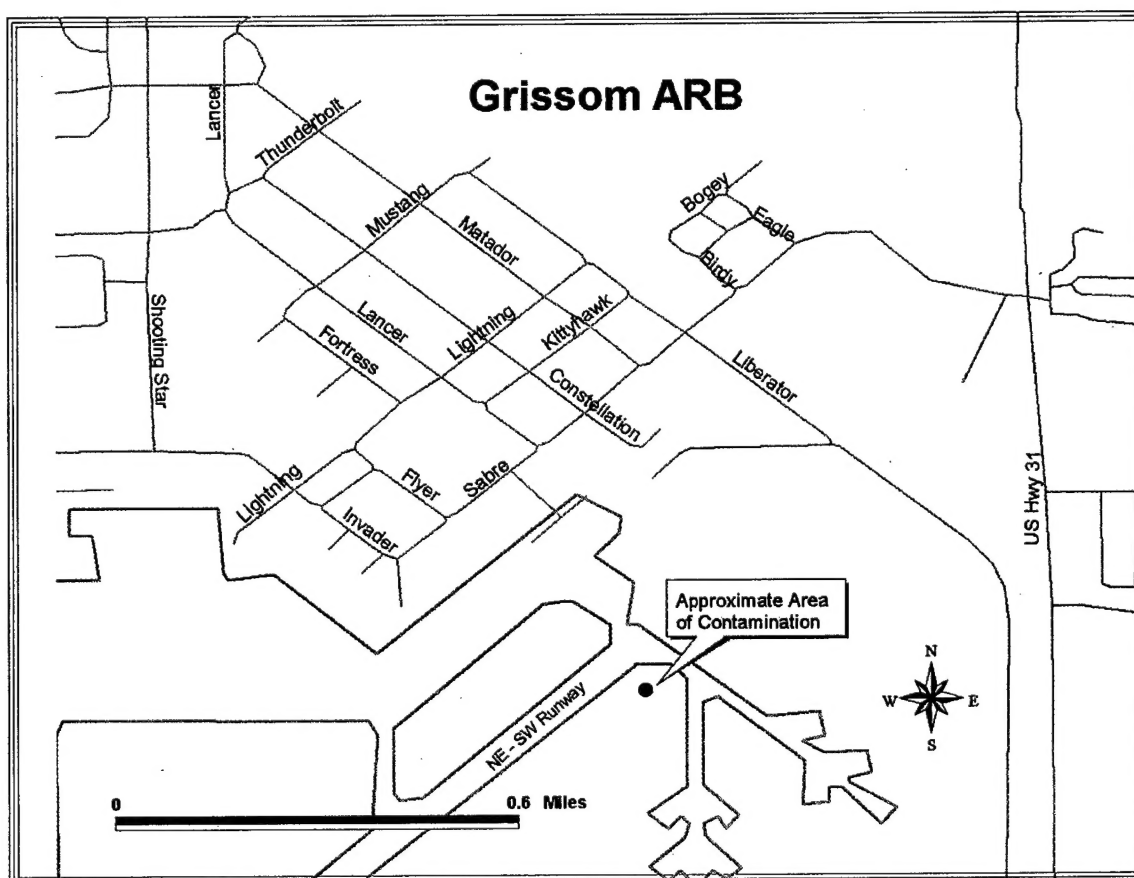 Grissom ARB
Lancer
Thunderbolt
Mustang
Matador
Bogey
Eagle
Birdy
Shooting Star
Lancer
Fortress
Lightning
Kittyhawk
Constellation
Liberator
US Hwy 31
Lightning
Flyer
Sabre
Invader
Approximate Area
of Contamination
N
W
E
S
NE - SW Runway
0
0.6 Miles